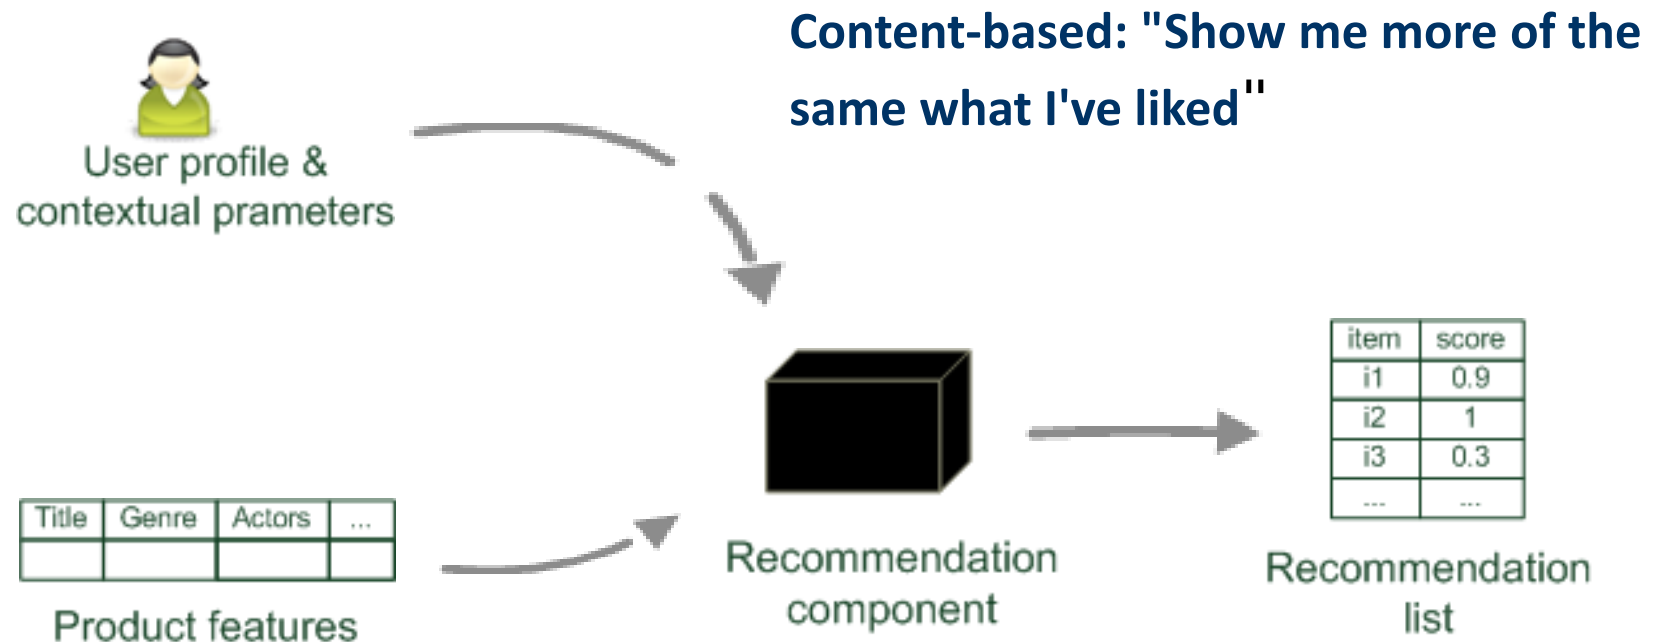 Content-based: "Show me more of the
same what I've liked"
User profile &
contextual prameters
item score
i1 0.9
i2 1
i3 0.3
... ...
Title Genre Actors ...
Recommendation
component
Recommendation
list
Product features